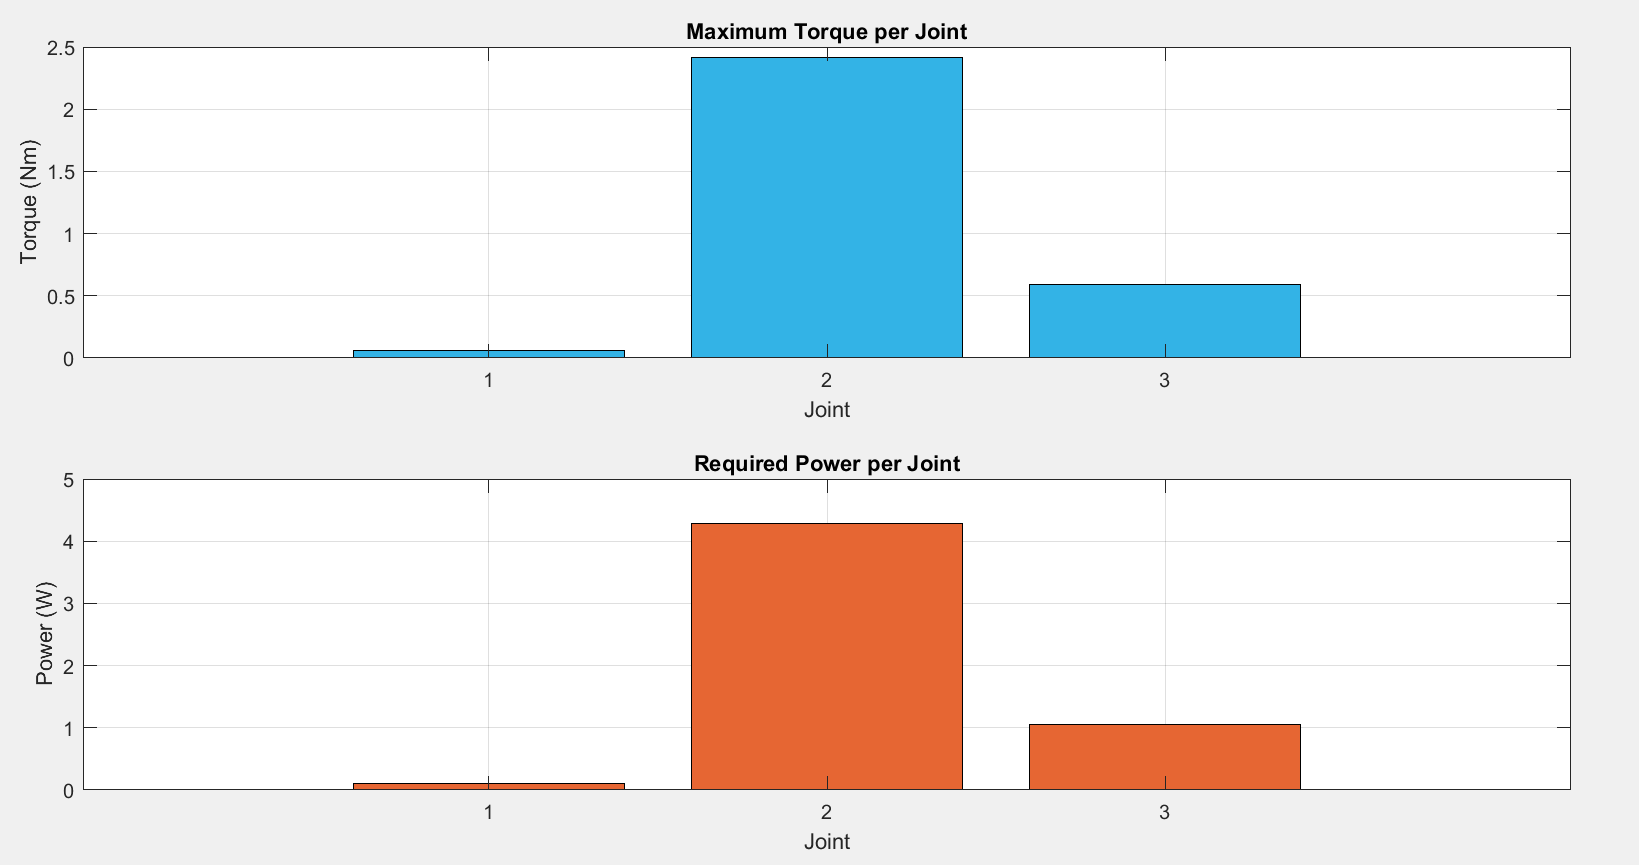 Maximum Torque per Joint
2.5
2
1.5
1
0.5
0
Torque (Nm)
1 2 3
Joint
Required Power per Joint
5
4
3
2
1
0
Power (W)
1 2 3
Joint